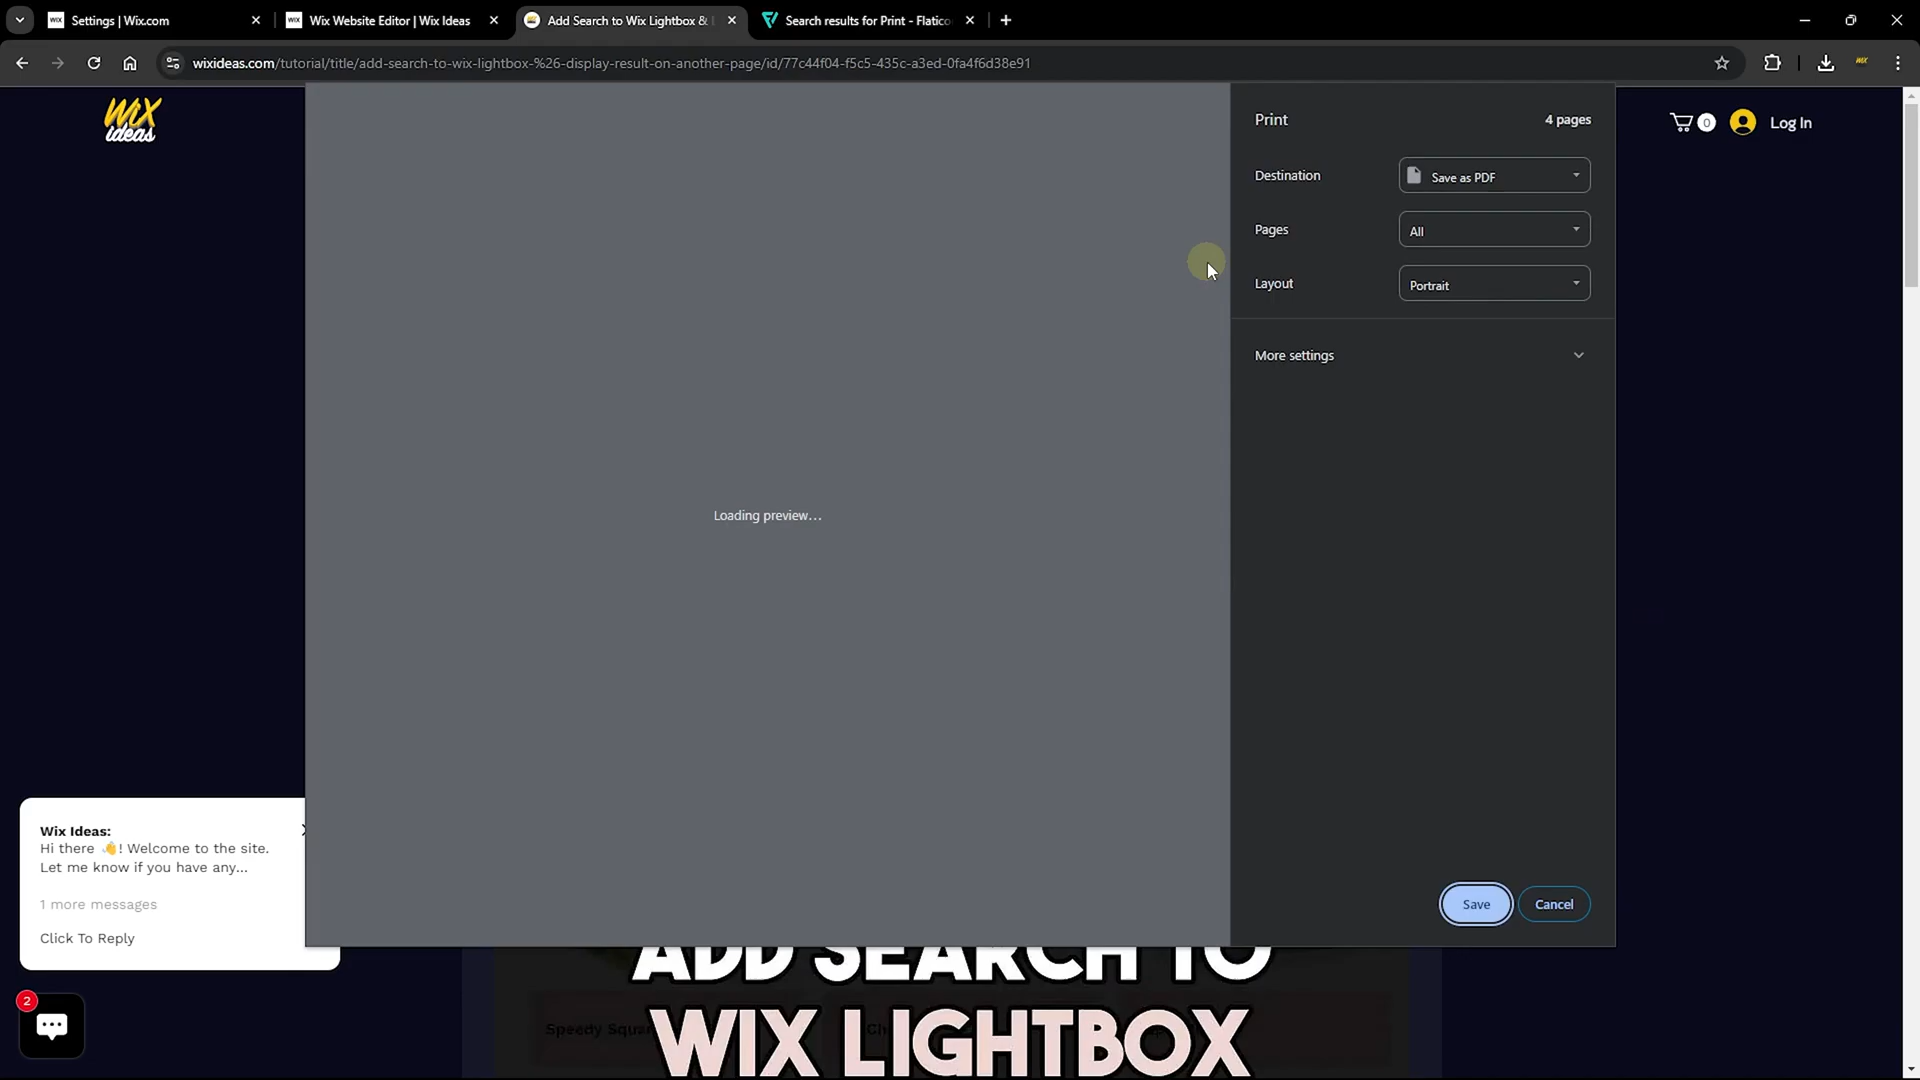 Settings | Wix.com
Wix Website Editor | Wix Ideas
Add Search to Wix Lightbox &
Search results for Print - Flatico
wixideas.com/tutorial/title/add-search-to-wix-lightbox-%26-display-result-on-another-page/id/77c44f04-f5c5-435c-a3ed-0fa4f6d38e91
WiX
ideas
0
Log In
Print
4 pages
Destination
Save as PDF
Pages
All
Layout
Portrait
More settings
Loading preview...
Save
Cancel
Wix Ideas:
Hi there 👋! Welcome to the site.
Let me know if you have any...
1 more messages
Click To Reply
2
ADD SEARCH TO
Speedy Squa
WIX LIGHTBOX